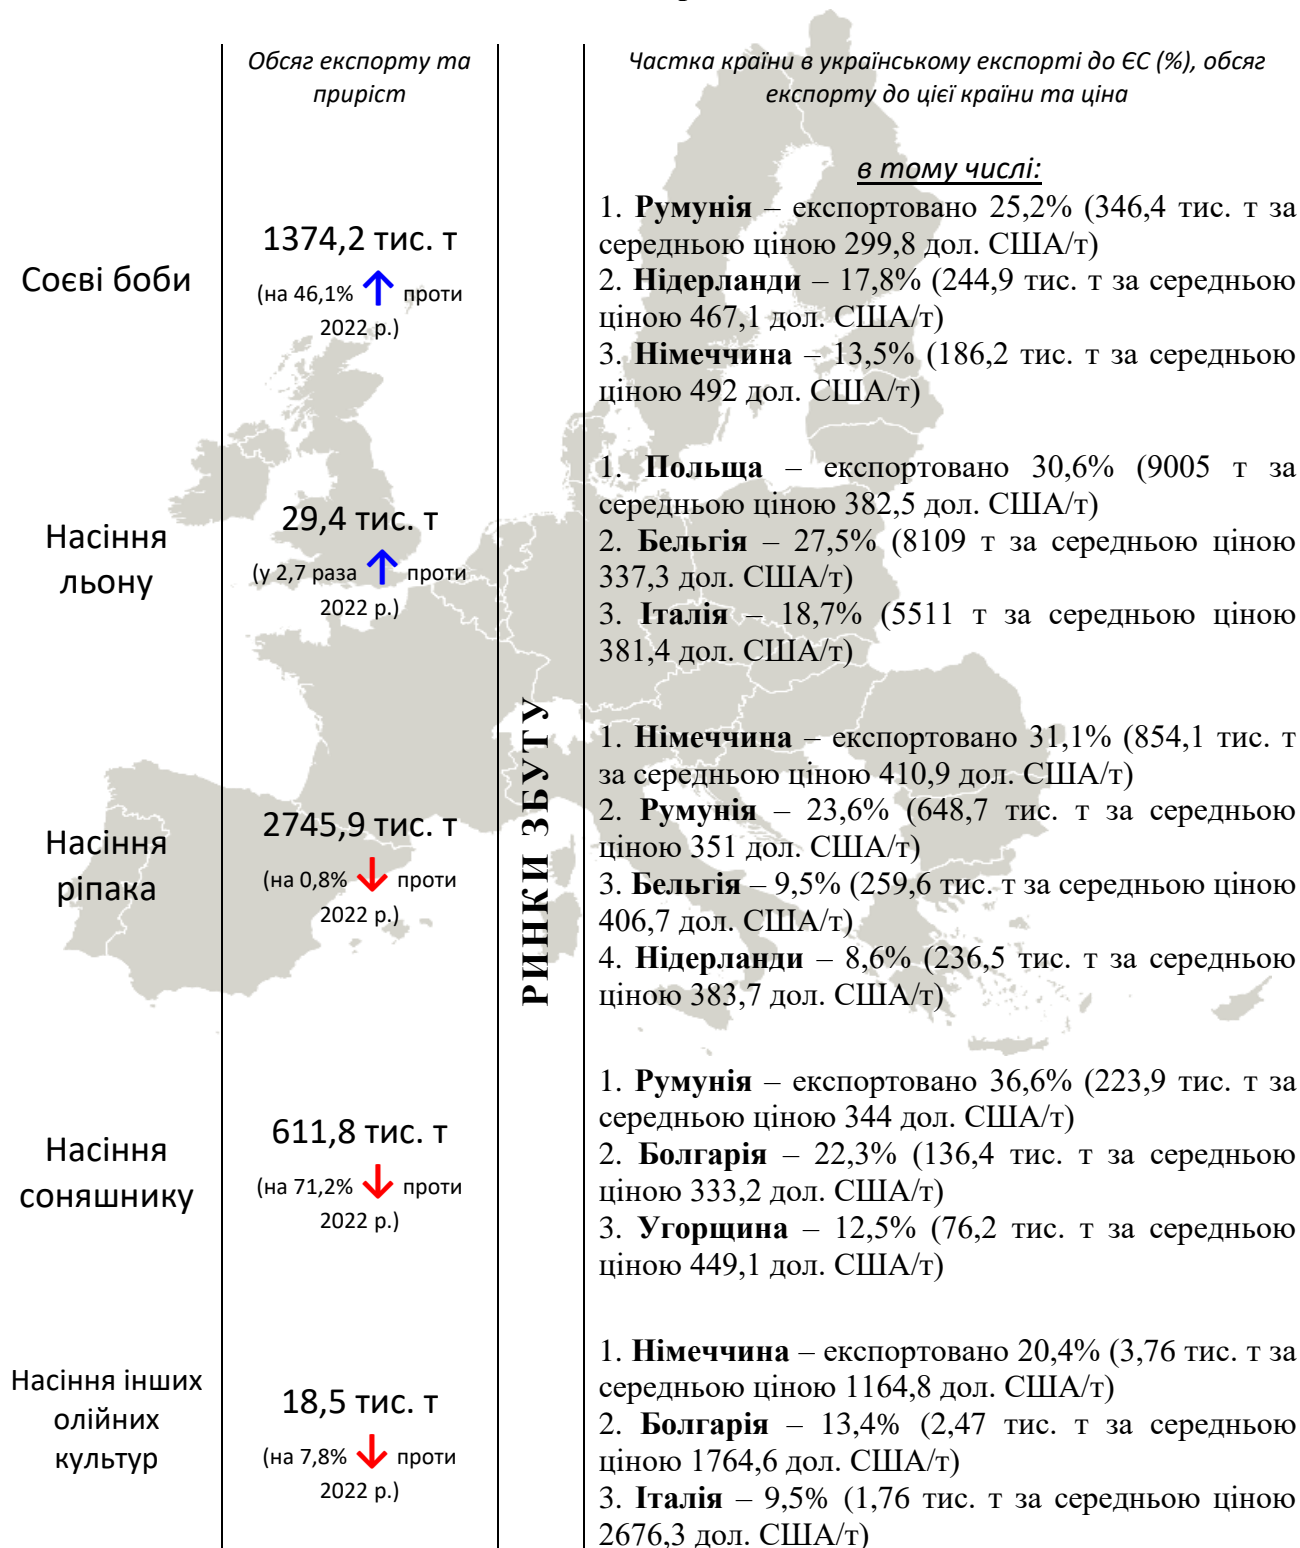 Обсяг експорту та
приріст
Частка країни в українському експорті до ЄС (%), обсяг
експорту до цієї країни та ціна
в тому числі:
Соєві боби
1374,2 тис. т
(на 46,1% ↑ проти
2022 р.)
1. Румунія – експортовано 25,2% (346,4 тис. т за
середньою ціною 299,8 дол. США/т)
2. Нідерланди – 17,8% (244,9 тис. т за середньою
ціною 467,1 дол. США/т)
3. Німеччина – 13,5% (186,2 тис. т за середньою
ціною 492 дол. США/т)
Насіння
льону
29,4 тис. т
(у 2,7 раза ↑ проти
2022 р.)
1. Польща – експортовано 30,6% (9005 т за
середньою ціною 382,5 дол. США/т)
2. Бельгія – 27,5% (8109 т за середньою ціною
337,3 дол. США/т)
3. Італія – 18,7% (5511 т за середньою ціною
381,4 дол. США/т)
РИНКИ ЗБУТУ
Насіння
ріпака
2745,9 тис. т
(на 0,8% ↓ проти
2022 р.)
1. Німеччина – експортовано 31,1% (854,1 тис. т
за середньою ціною 410,9 дол. США/т)
2. Румунія – 23,6% (648,7 тис. т за середньою
ціною 351 дол. США/т)
3. Бельгія – 9,5% (259,6 тис. т за середньою ціною
406,7 дол. США/т)
4. Нідерланди – 8,6% (236,5 тис. т за середньою
ціною 383,7 дол. США/т)
Насіння
соняшнику
611,8 тис. т
(на 71,2% ↓ проти
2022 р.)
1. Румунія – експортовано 36,6% (223,9 тис. т за
середньою ціною 344 дол. США/т)
2. Болгарія – 22,3% (136,4 тис. т за середньою
ціною 333,2 дол. США/т)
3. Угорщина – 12,5% (76,2 тис. т за середньою
ціною 449,1 дол. США/т)
Насіння інших
олійних
культур
18,5 тис. т
(на 7,8% ↓ проти
2022 р.)
1. Німеччина – експортовано 20,4% (3,76 тис. т за
середньою ціною 1164,8 дол. США/т)
2. Болгарія – 13,4% (2,47 тис. т за середньою
ціною 1764,6 дол. США/т)
3. Італія – 9,5% (1,76 тис. т за середньою ціною
2676,3 дол. США/т)